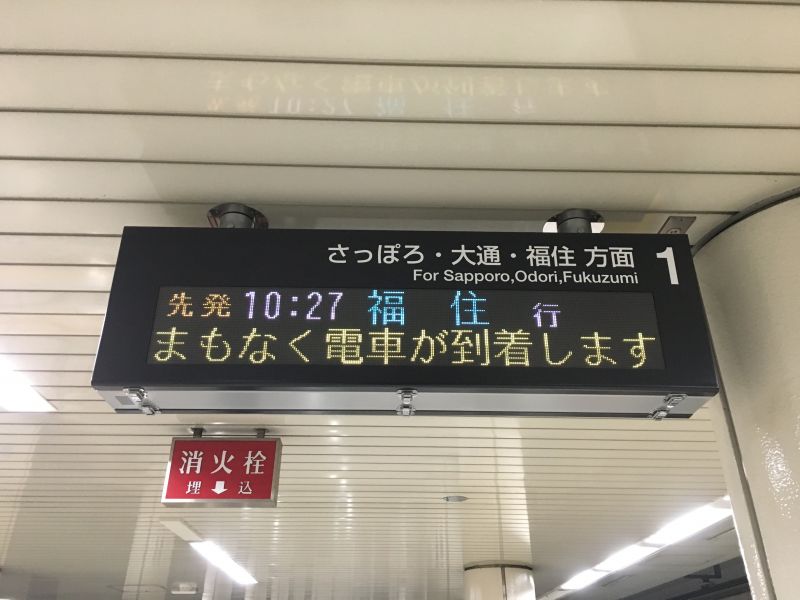 さっぽろ・大通・福住 方面 1
For Sapporo,Odori,Fukuzumi
先発 10:27 福住行
まもなく電車が到着します
消火栓
埋⬇込